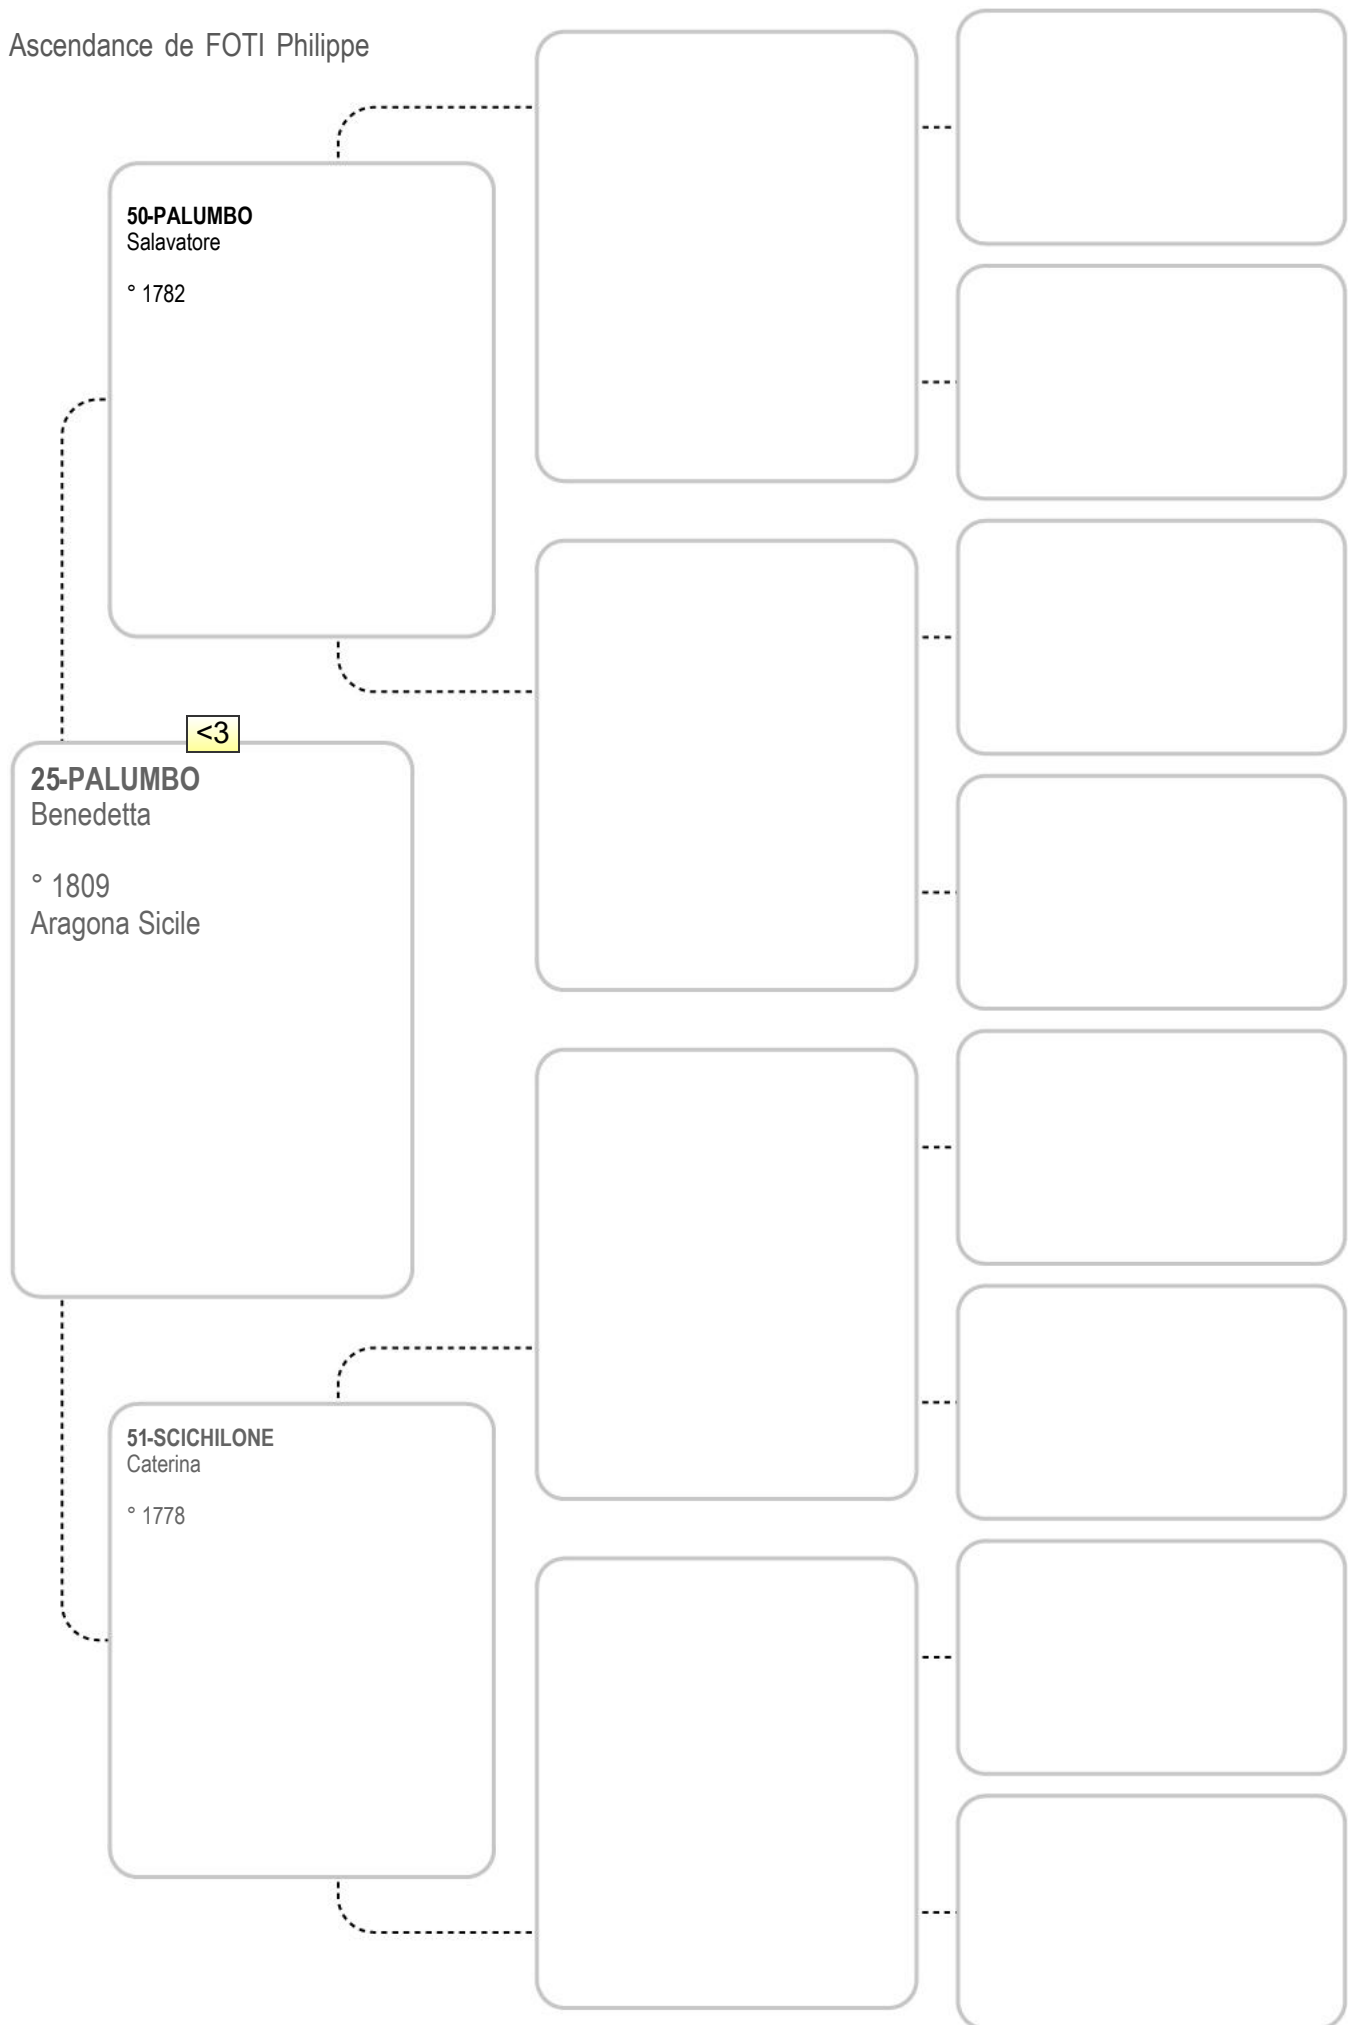 Ascendance de FOTI Philippe
50-PALUMBO
Salavatore
° 1782
<3
25-PALUMBO
Benedetta
° 1809
Aragona Sicile
51-SCICHILONE
Caterina
° 1778